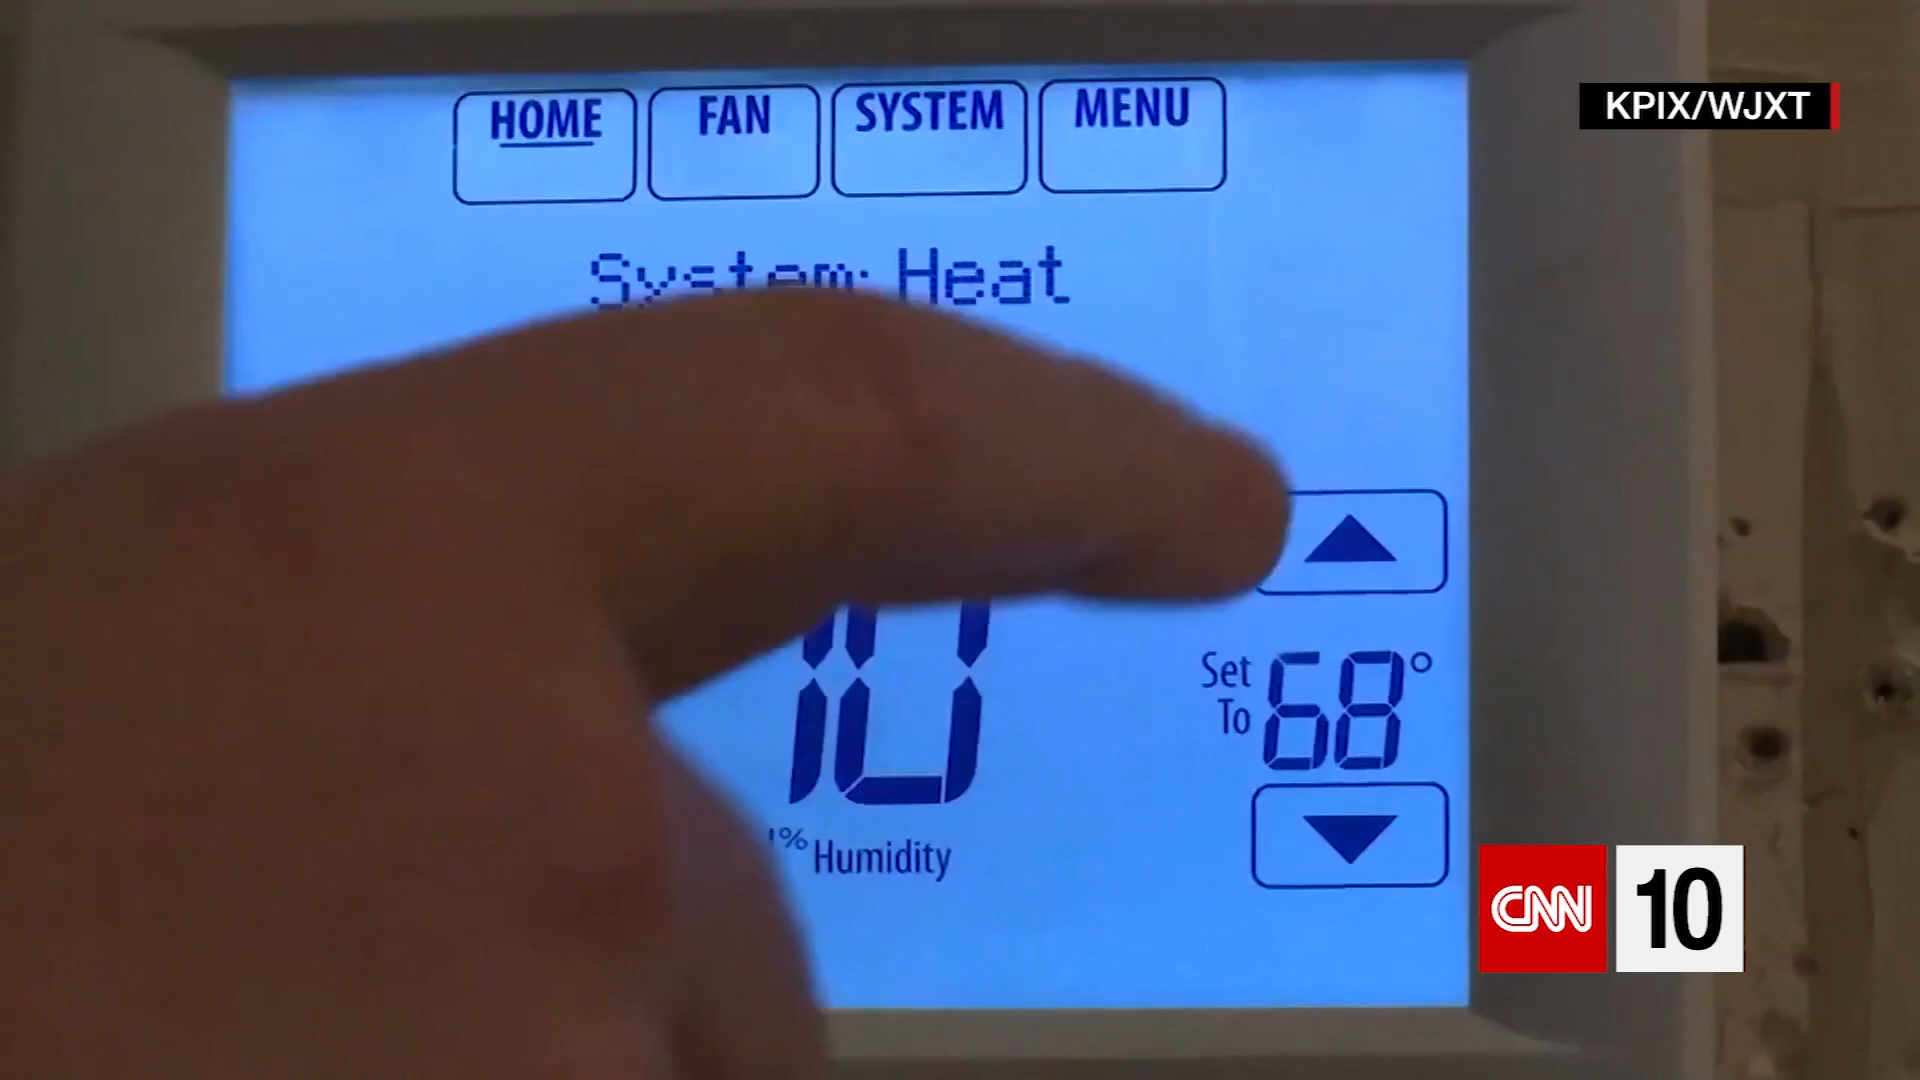 KPIX/WJXT
HOME FAN SYSTEM MENU
System: Heat
Set To 68°
% Humidity
CNN 10